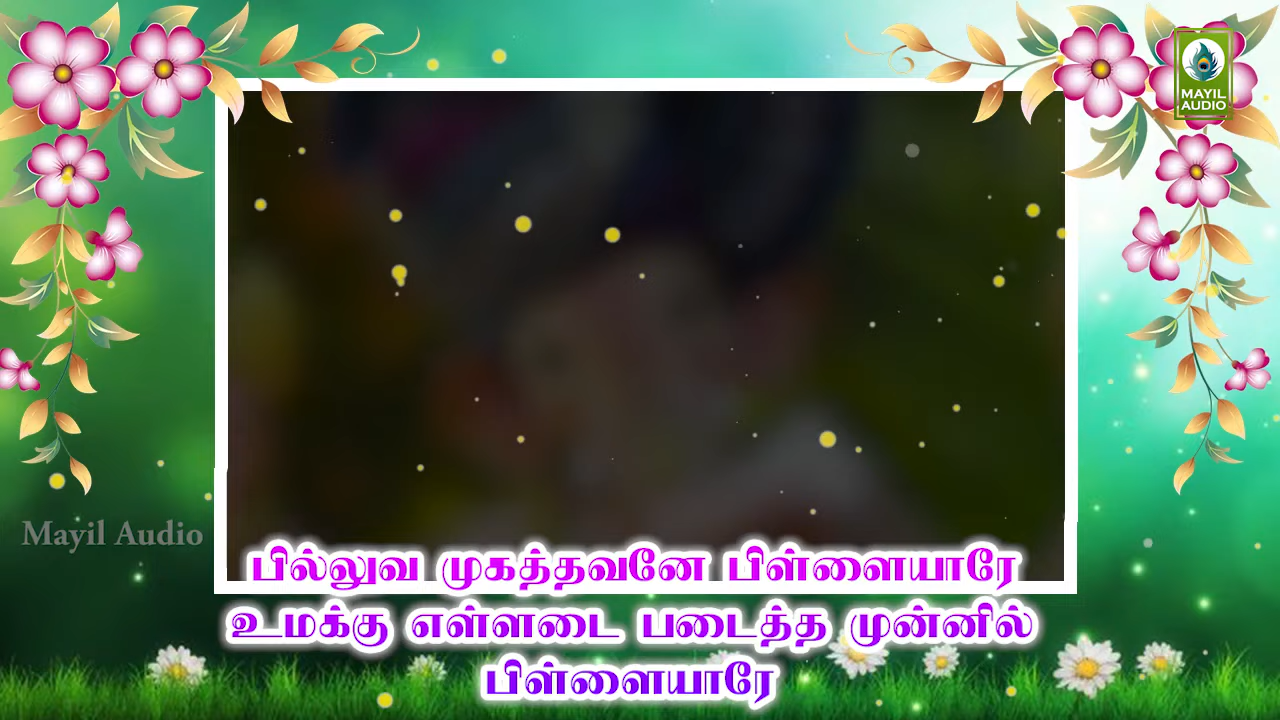 MAYIL
AUDIO
Mayil Audio
பில்லுவ முகத்தவனே பிள்ளையாரே
உமக்கு எள்ளடை படைத்த முன்னில்
பிள்ளையாரே